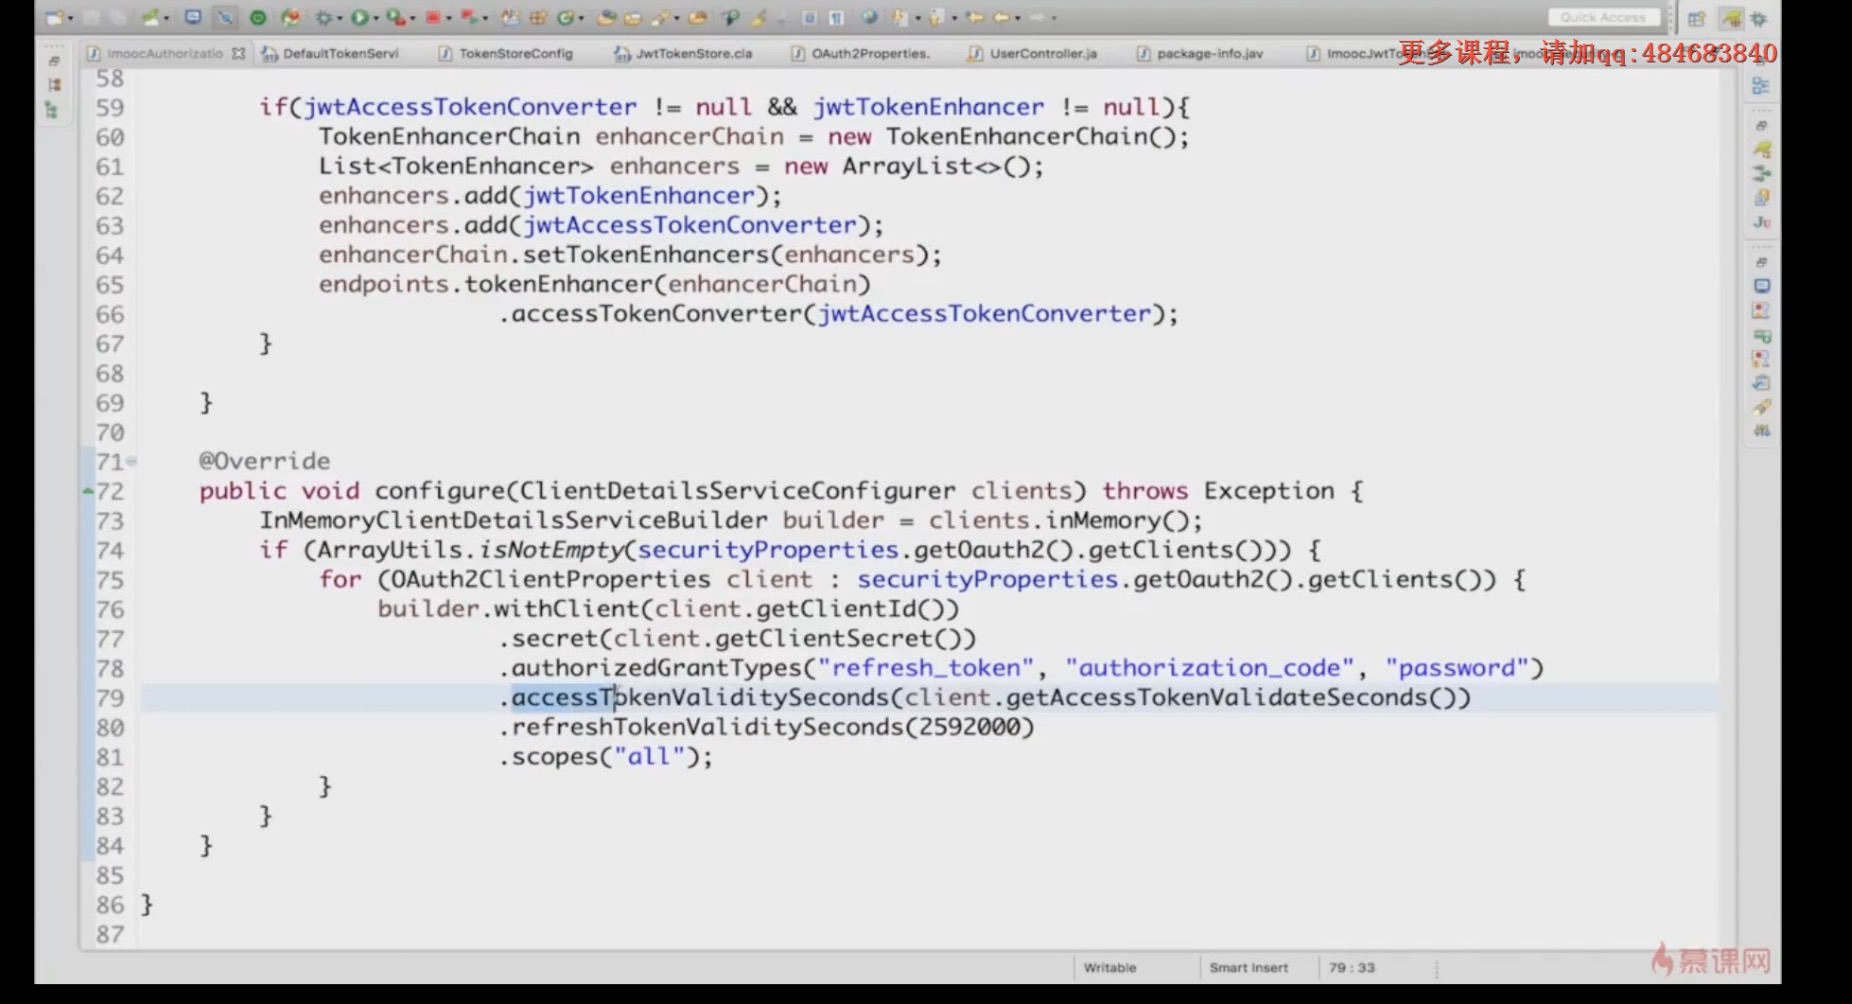 Quick Access
ImoocAuthorizatio
DefaultTokenServi
TokenStoreConfig
JwtTokenStore.cla
OAuth2Properties.
UserController.ja
package-info.jav
更多课程，请加qq:484683840
58
59 if(jwtAccessTokenConverter != null && jwtTokenEnhancer != null){
60 TokenEnhancerChain enhancerChain = new TokenEnhancerChain();
61 List<TokenEnhancer> enhancers = new ArrayList<>();
62 enhancers.add(jwtTokenEnhancer);
63 enhancers.add(jwtAccessTokenConverter);
64 enhancerChain.setTokenEnhancers(enhancers);
65 endpoints.tokenEnhancer(enhancerChain)
66 .accessTokenConverter(jwtAccessTokenConverter);
67 }
68
69 }
70
71 @Override
72 public void configure(ClientDetailsServiceConfigurer clients) throws Exception {
73 InMemoryClientDetailsServiceBuilder builder = clients.inMemory();
74 if (ArrayUtils.isNotEmpty(securityProperties.getOauth2().getClients())) {
75 for (OAuth2ClientProperties client : securityProperties.getOauth2().getClients()) {
76 builder.withClient(client.getClientId())
77 .secret(client.getClientSecret())
78 .authorizedGrantTypes("refresh_token", "authorization_code", "password")
79 .accessTokenValiditySeconds(client.getAccessTokenValidateSeconds())
80 .refreshTokenValiditySeconds(2592000)
81 .scopes("all");
82 }
83 }
84 }
85
86 }
87
Writable
Smart Insert
79 : 33
慕课网